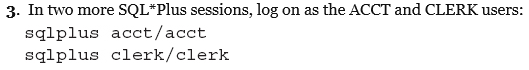 3. In two more SQL*Plus sessions, log on as the ACCT and CLERK users:
sqlplus acct/acct
sqlplus clerk/clerk